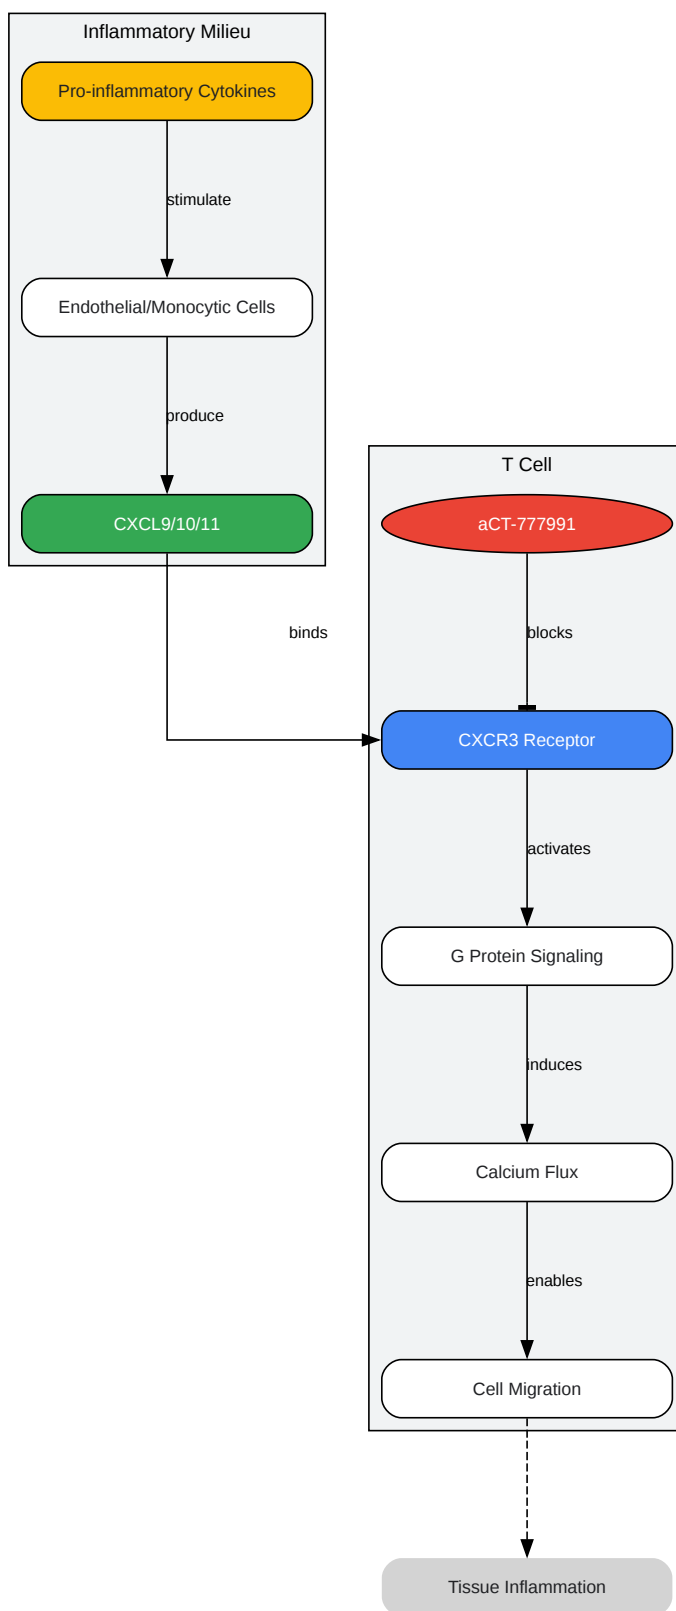 Inflammatory Milieu
Pro-inflammatory Cytokines
stimulate
Endothelial/Monocytic Cells
produce
CXCL9/10/11
binds
T Cell
aCT-777991
blocks
CXCR3 Receptor
activates
G Protein Signaling
induces
Calcium Flux
enables
Cell Migration
Tissue Inflammation